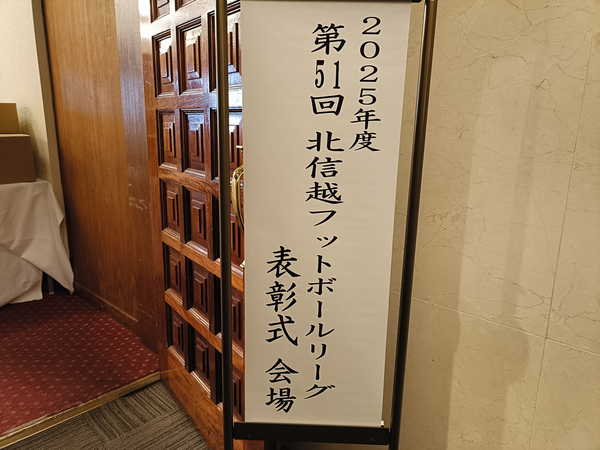 2025年度
第51回 北信越フットボールリーグ
表彰式 会場